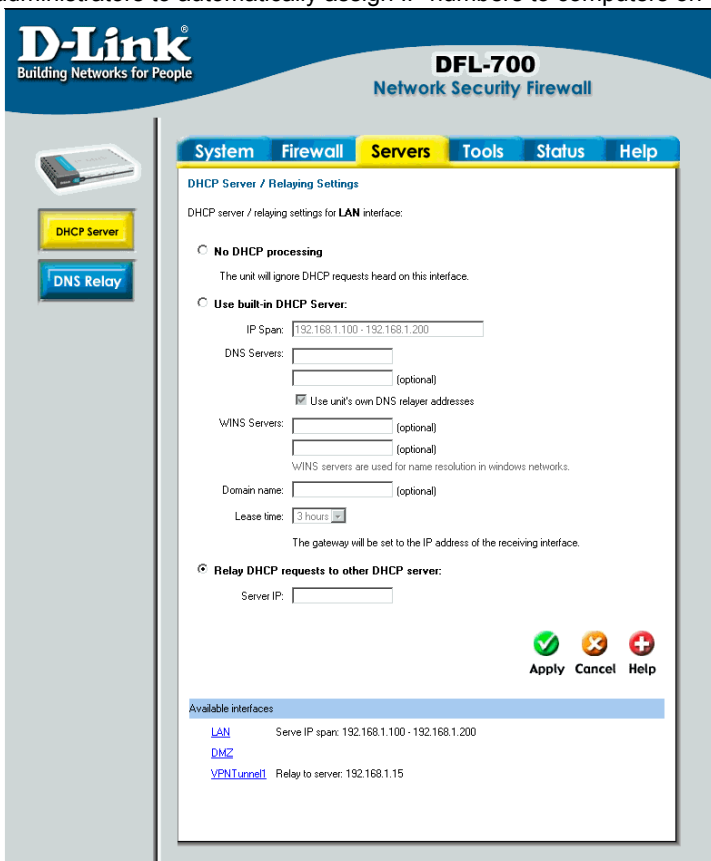 administrators to automatically assign IP numbers to computers on
D-Link®
Building Networks for People
DFL-700
Network Security Firewall
System Firewall Servers Tools Status Help
DHCP Server
DNS Relay
DHCP Server / Relaying Settings
DHCP server / relaying settings for LAN interface:
No DHCP processing
The unit will ignore DHCP requests heard on this interface.
Use built-in DHCP Server:
IP Span: 192.168.1.100 - 192.168.1.200
DNS Servers:
(optional)
Use unit's own DNS relayer addresses
WINS Servers: (optional)
(optional)
WINS servers are used for name resolution in windows networks.
Domain name: (optional)
Lease time: 3 hours
The gateway will be set to the IP address of the receiving interface.
Relay DHCP requests to other DHCP server:
Server IP:
Apply Cancel Help
Available interfaces
LAN Serve IP span: 192.168.1.100 - 192.168.1.200
DMZ
VPNTunnel1 Relay to server: 192.168.1.15